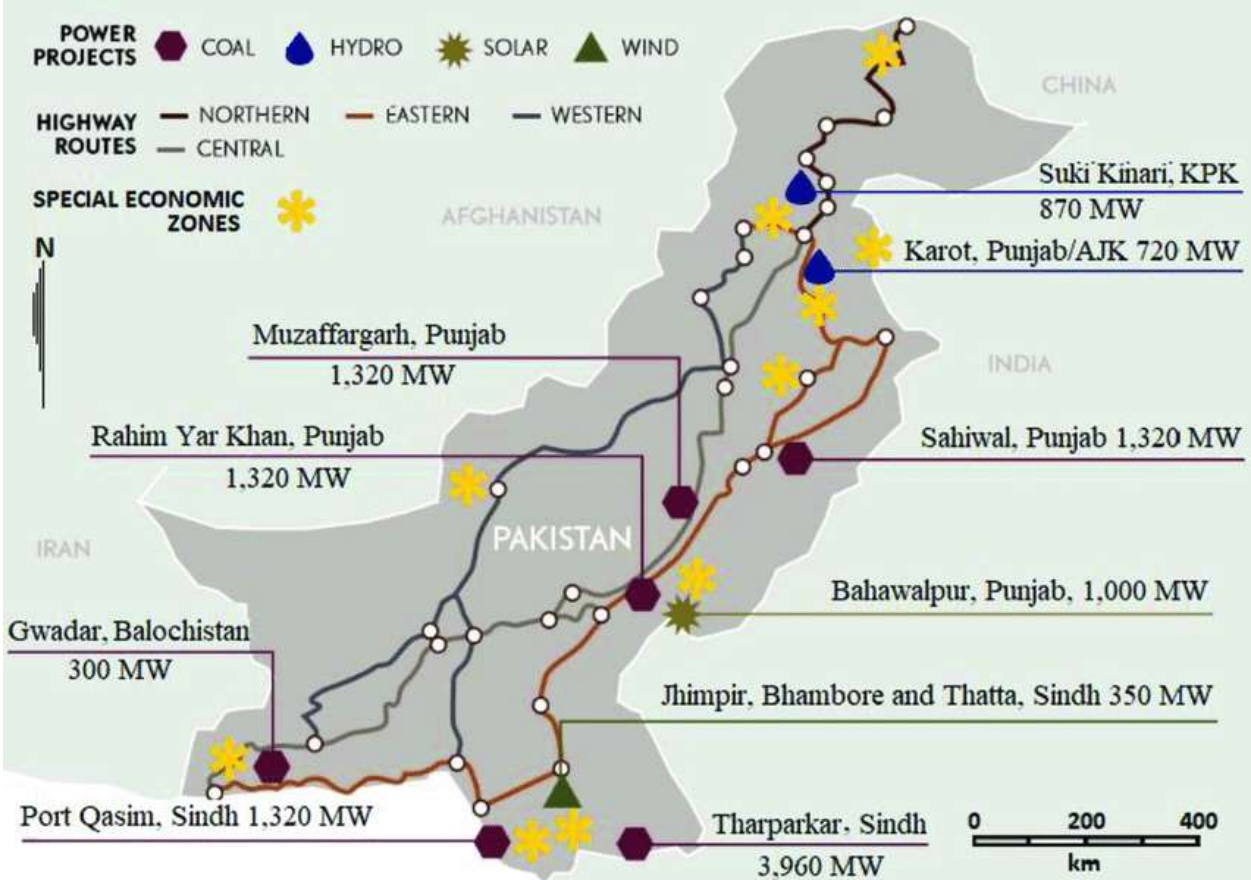 POWER PROJECTS
COAL
HYDRO
SOLAR
WIND
HIGHWAY ROUTES
NORTHERN
EASTERN
WESTERN
CENTRAL
SPECIAL ECONOMIC ZONES
N
CHINA
AFGHANISTAN
Suki Kinari, KPK
870 MW
Karot, Punjab/AJK 720 MW
Muzaffargarh, Punjab
1,320 MW
INDIA
Rahim Yar Khan, Punjab
1,320 MW
Sahiwal, Punjab 1,320 MW
PAKISTAN
IRAN
Bahawalpur, Punjab, 1,000 MW
Gwadar, Balochistan
300 MW
Jhimpir, Bhambore and Thatta, Sindh 350 MW
Port Qasim, Sindh 1,320 MW
Tharparkar, Sindh
3,960 MW
0 200 400
km